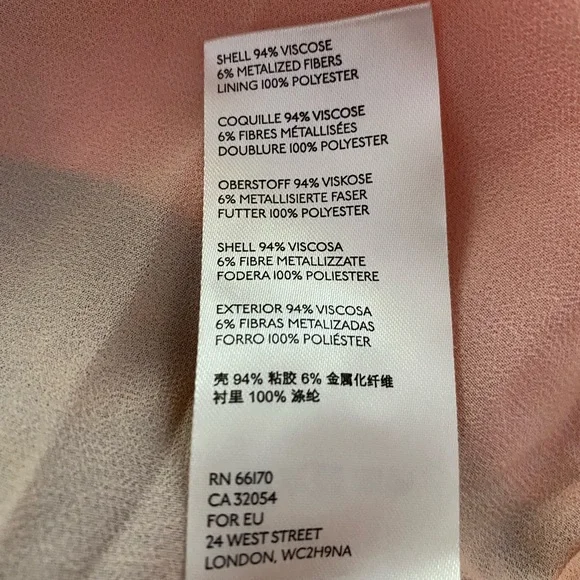 SHELL 94% VISCOSE
6% METALIZED FIBERS
LINING 100% POLYESTER
COQUILLE 94% VISCOSE
6% FIBRES MÉTALLISÉES
DOUBLURE 100% POLYESTER
OBERSTOFF 94% VISKOSE
6% METALLISIERTE FASER
FUTTER 100% POLYESTER
SHELL 94% VISCOSA
6% FIBRE METALLIZZATE
FODERA 100% POLIESTERE
EXTERIOR 94% VISCOSA
6% FIBRAS METALIZADAS
FORRO 100% POLIÉSTER
壳 94% 粘胶 6% 金属化纤维
衬里 100% 涤纶
RN 66170
CA 32054
FOR EU
24 WEST STREET
LONDON, WC2H9NA